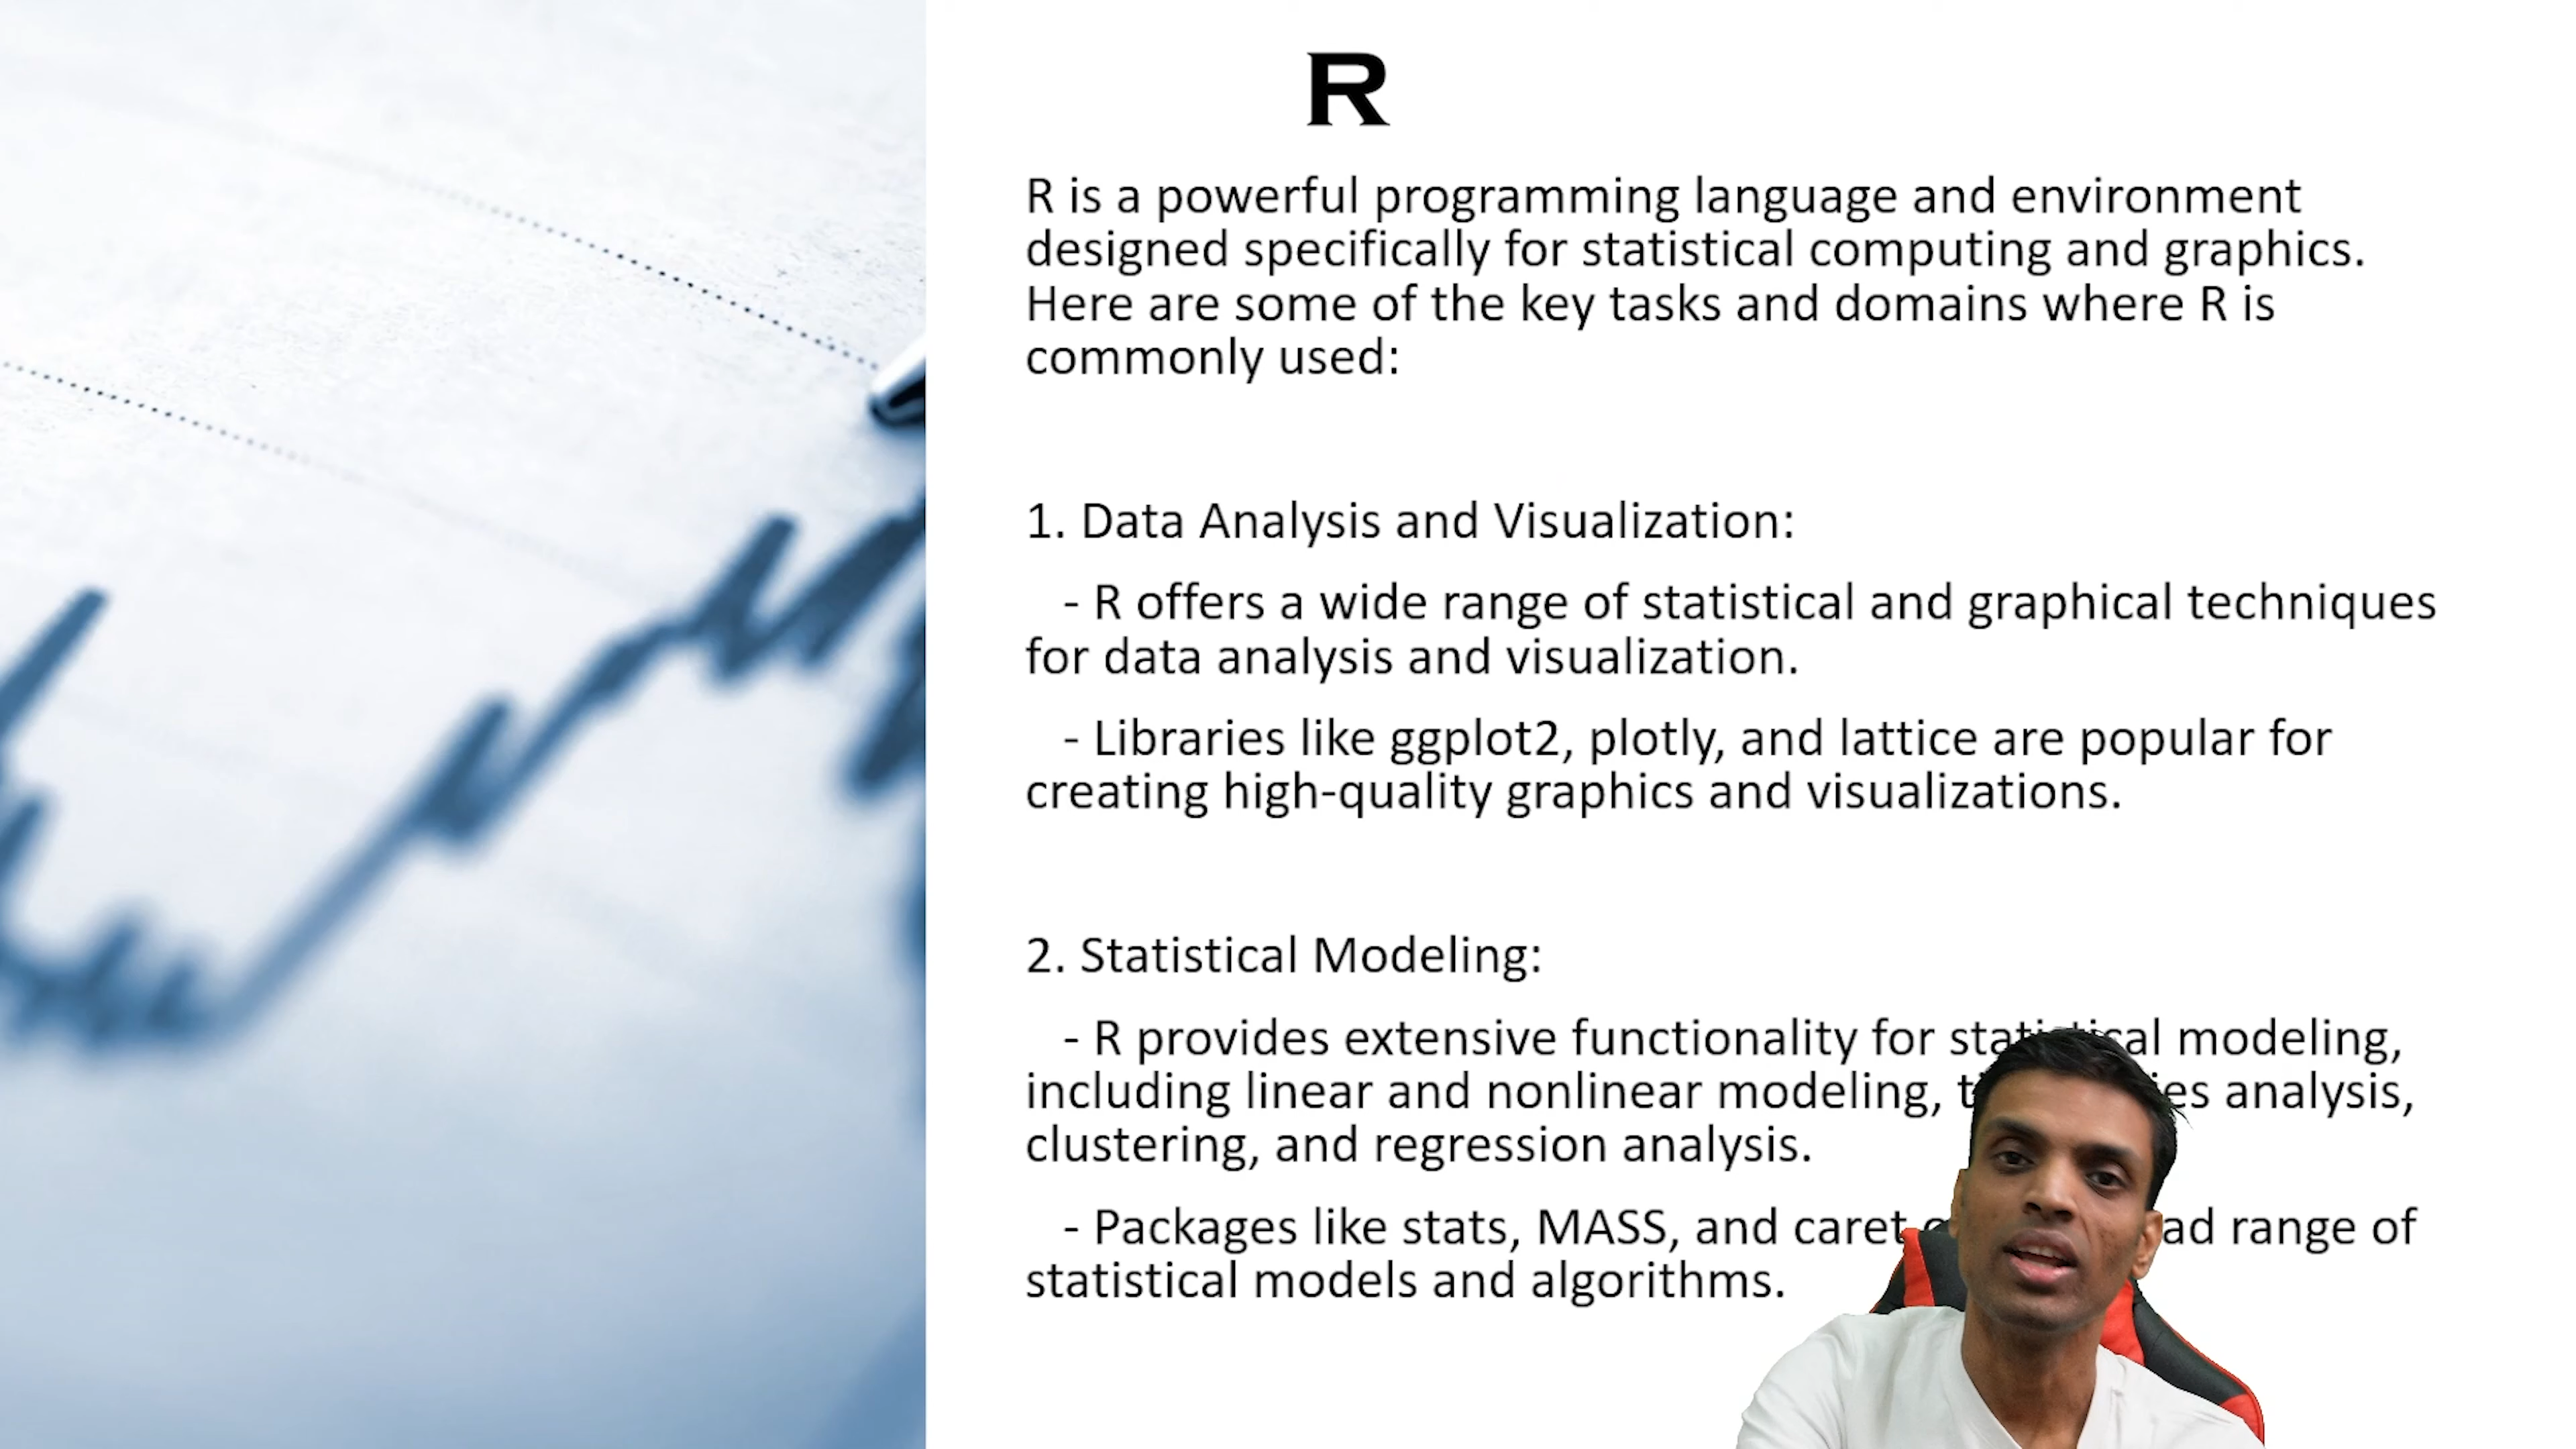 R
R is a powerful programming language and environment
designed specifically for statistical computing and graphics.
Here are some of the key tasks and domains where R is
commonly used:
1. Data Analysis and Visualization:
- R offers a wide range of statistical and graphical techniques
for data analysis and visualization.
- Libraries like ggplot2, plotly, and lattice are popular for
creating high-quality graphics and visualizations.
2. Statistical Modeling:
- R provides extensive functionality for statistical modeling,
including linear and nonlinear modeling, analysis,
clustering, and regression analysis.
- Packages like stats, MASS, and caret range of
statistical models and algorithms.